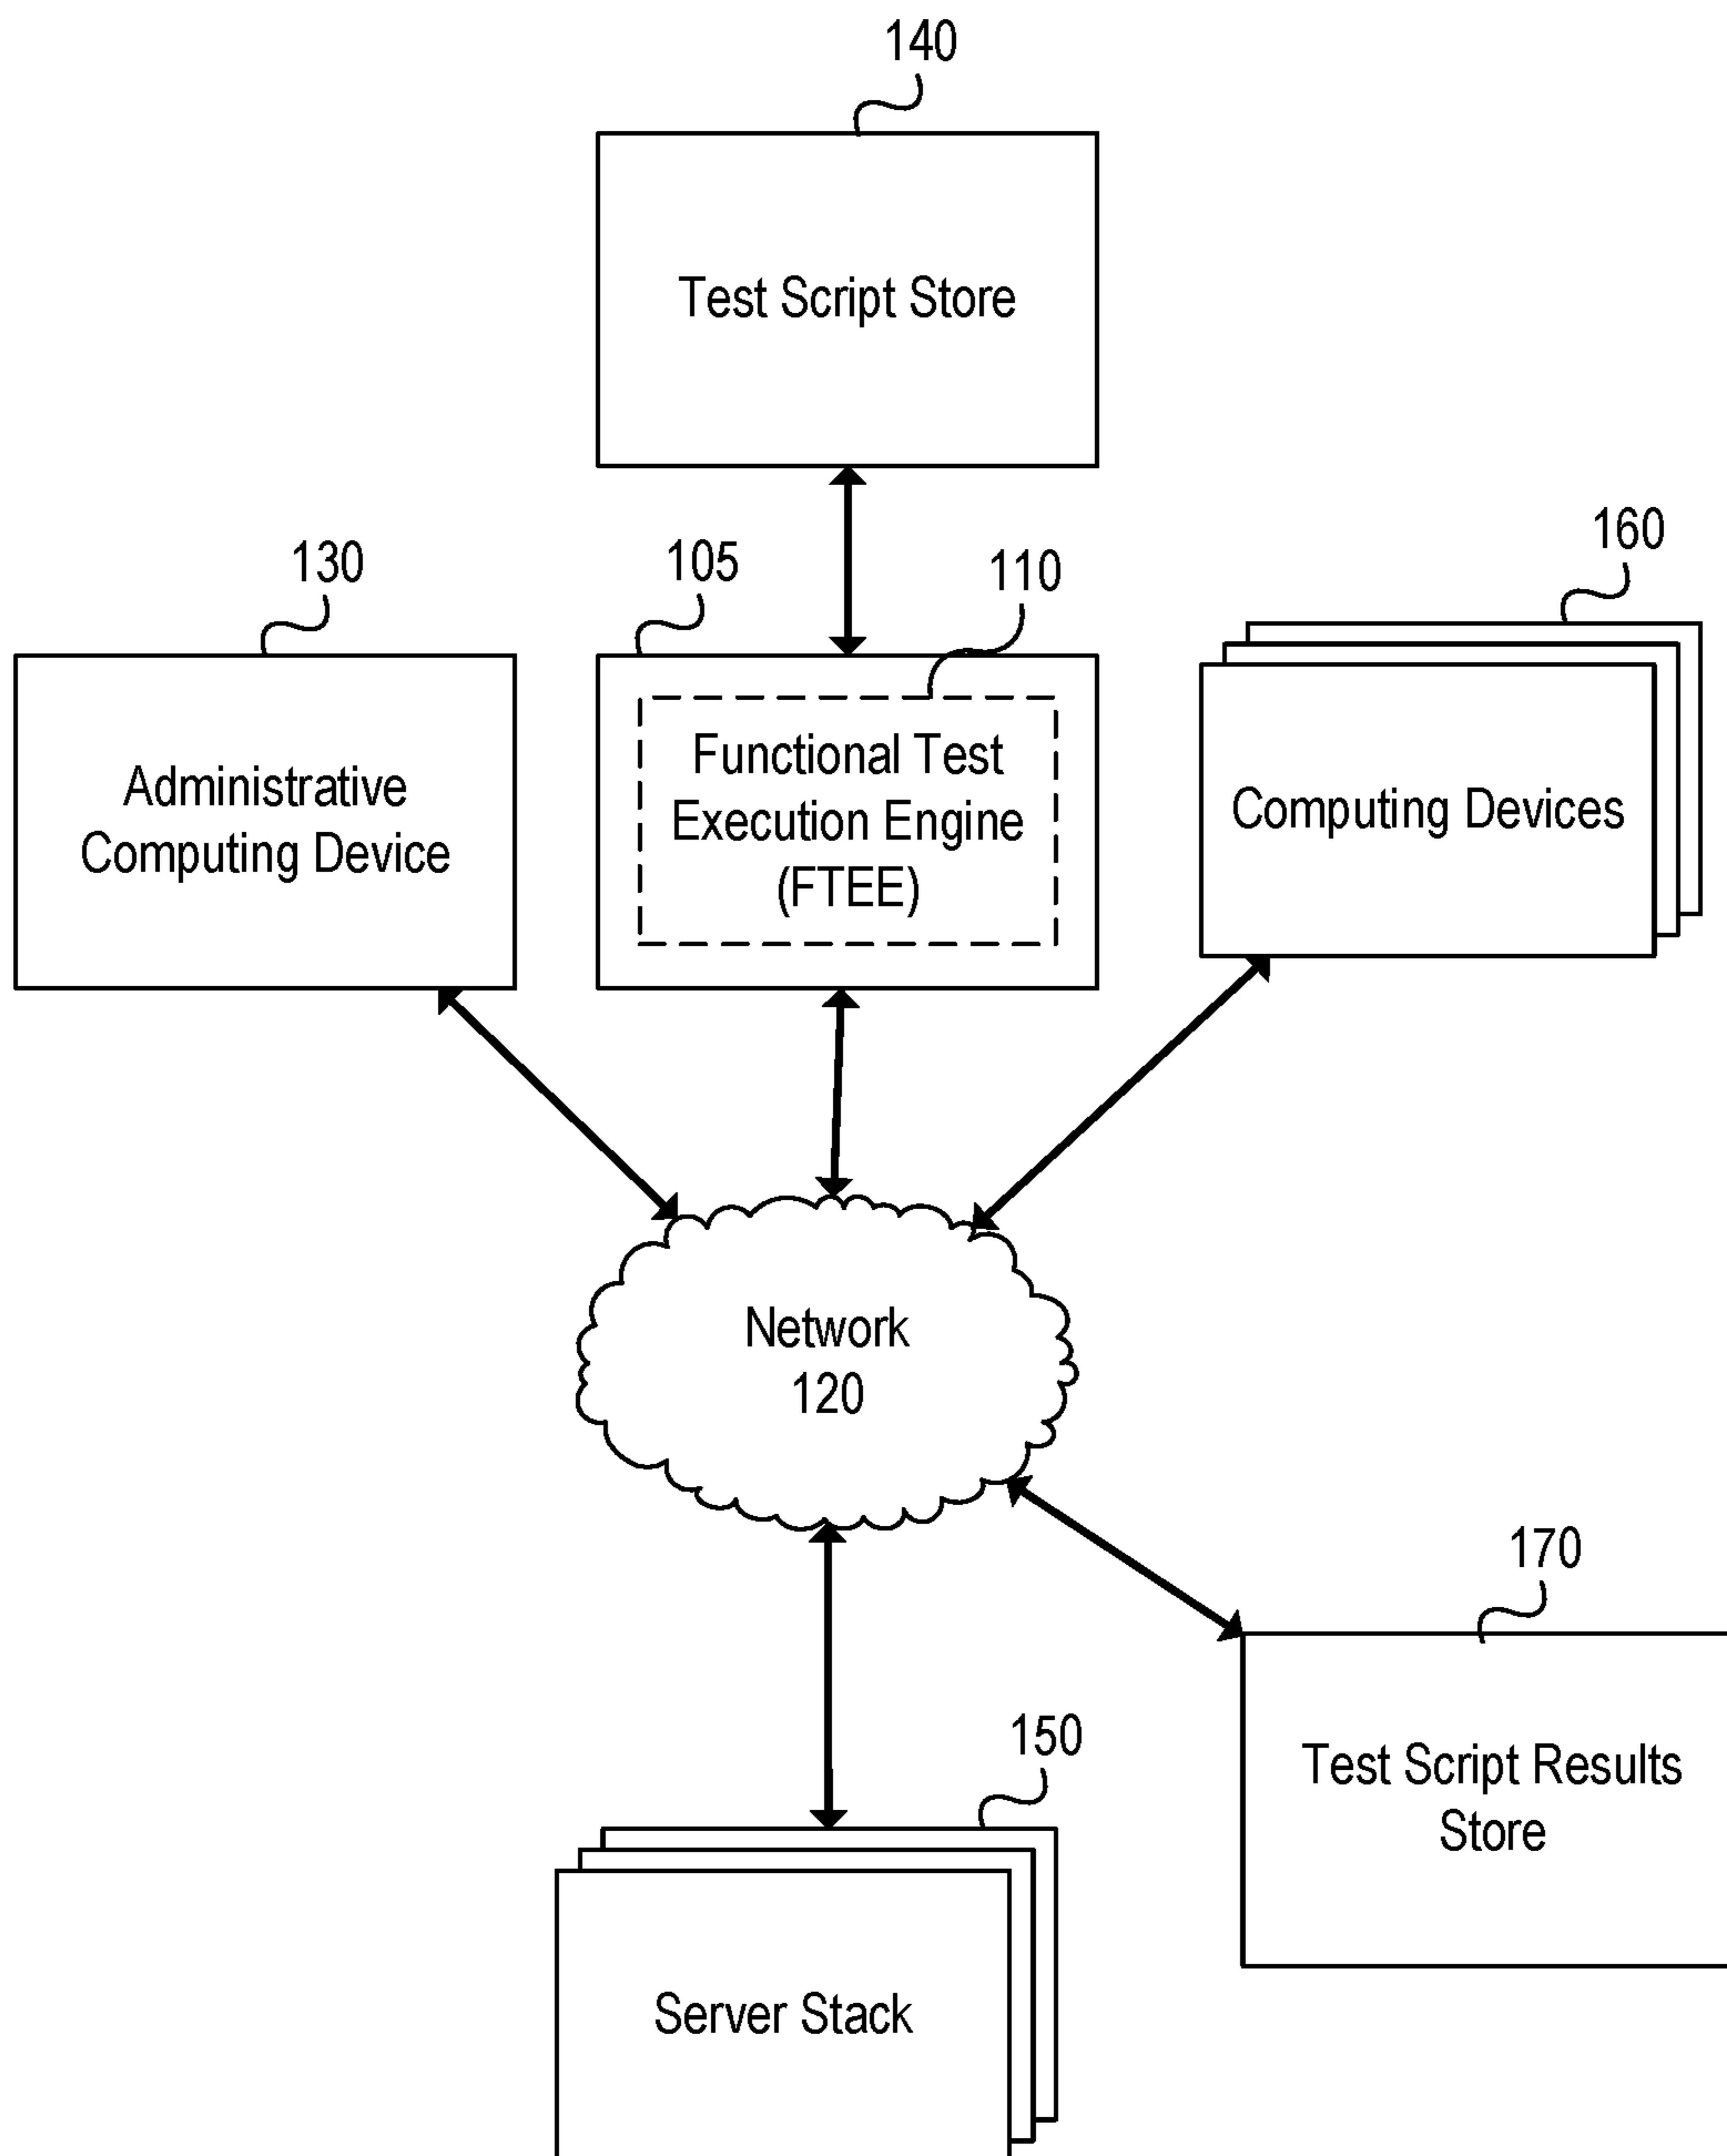 140
Test Script Store
130
105
110
160
Administrative
Computing Device
Functional Test
Execution Engine
(FTEE)
Computing Devices
Network
120
170
Test Script Results
Store
150
Server Stack